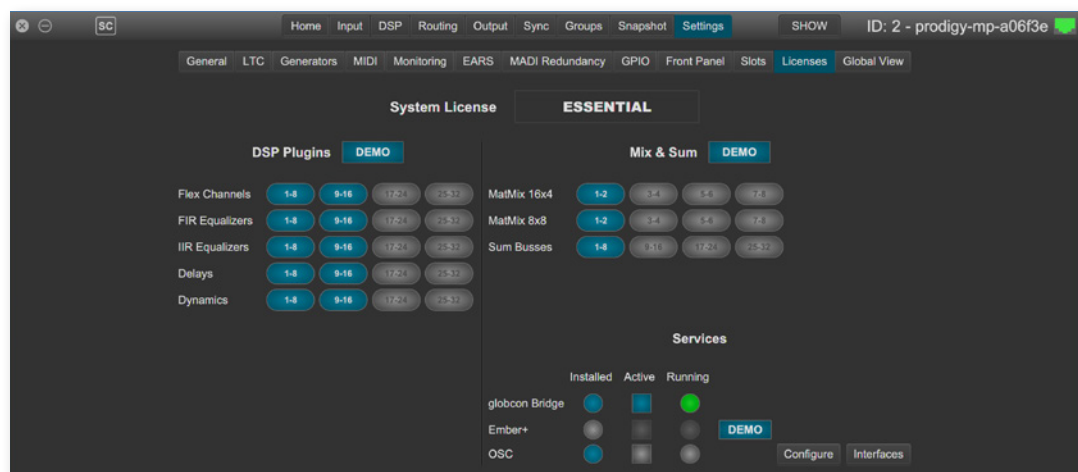 SC Home Input DSP Routing Output Sync Groups Snapshot Settings SHOW ID: 2 - prodigy-mp-a06f3e
General LTC Generators MIDI Monitoring EARS MADI Redundancy GPIO Front Panel Slots Licenses Global View
System License ESSENTIAL
DSP Plugins DEMO
Flex Channels 1-8 9-16 17-24 25-32
FIR Equalizers 1-8 9-16 17-24 25-32
IIR Equalizers 1-8 9-16 17-24 25-32
Delays 1-8 9-16 17-24 25-32
Dynamics 1-8 9-16 17-24 25-32
Mix & Sum DEMO
MatMix 16x4 1-2 3-4 5-6 7-8
MatMix 8x8 1-2 3-4 5-6 7-8
Sum Busses 1-8 9-16 17-24 25-32
Services
Installed Active Running
globcon Bridge
Ember+ DEMO
OSC Configure Interfaces